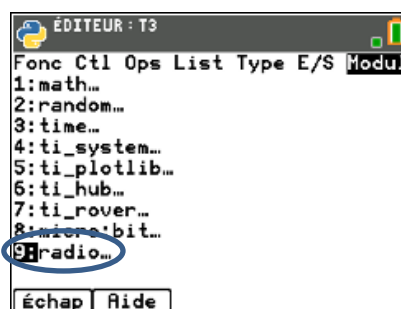 ÉDITEUR : T3
Fonc Ctl Ops List Type E/S Modul
1:math…
2:random…
3:time…
4:ti_system…
5:ti_plotlib…
6:ti_hub…
7:ti_rover…
8:micro:bit…
9:radio…
Échap Aide